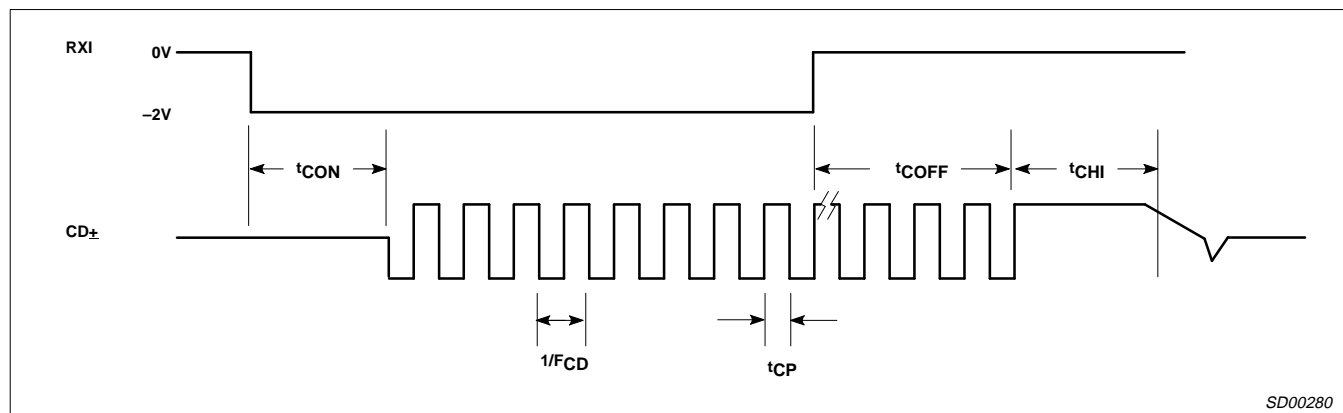 RXI
0V
–2V
tCON
tCOFF
tCHI
CD±
1/FCD
tCP
SD00280